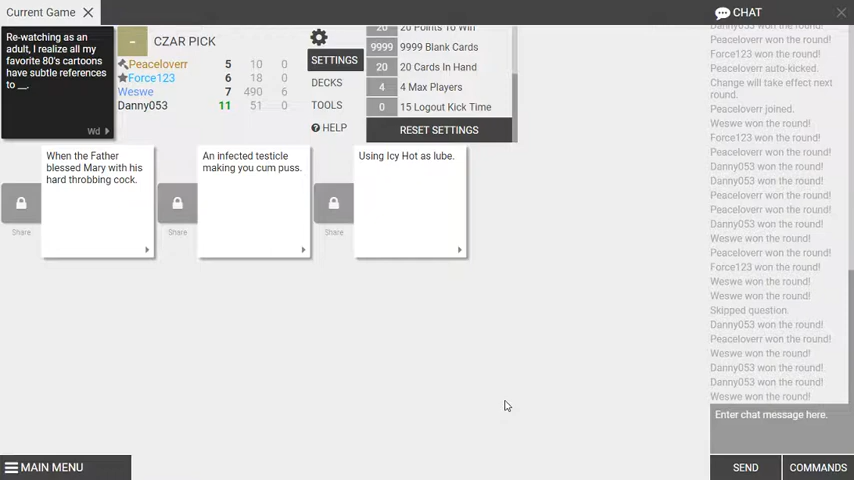 Current Game
Re-watching as an
adult, I realize all my
favorite 80's cartoons
have subtle references
to __.
Wd
- CZAR PICK
Peaceloverr 5 10 0
Force123 6 18 0
Weswe 7 490 6
Danny053 11 51 0
SETTINGS
DECKS
TOOLS
HELP
20 20 Points To Win
9999 9999 Blank Cards
20 20 Cards In Hand
4 4 Max Players
0 15 Logout Kick Time
RESET SETTINGS
Share
When the Father
blessed Mary with his
hard throbbing cock.
Share
An infected testicle
making you cum puss.
Share
Using Icy Hot as lube.
MAIN MENU
CHAT
Danny053 won the round!
Peaceloverr won the round!
Force123 won the round!
Peaceloverr auto-kicked.
Change will take effect next
round.
Peaceloverr joined.
Weswe won the round!
Force123 won the round!
Peaceloverr won the round!
Danny053 won the round!
Danny053 won the round!
Peaceloverr won the round!
Peaceloverr won the round!
Danny053 won the round!
Weswe won the round!
Peaceloverr won the round!
Force123 won the round!
Weswe won the round!
Weswe won the round!
Skipped question.
Danny053 won the round!
Peaceloverr won the round!
Weswe won the round!
Danny053 won the round!
Danny053 won the round!
Weswe won the round!
Enter chat message here.
SEND
COMMANDS